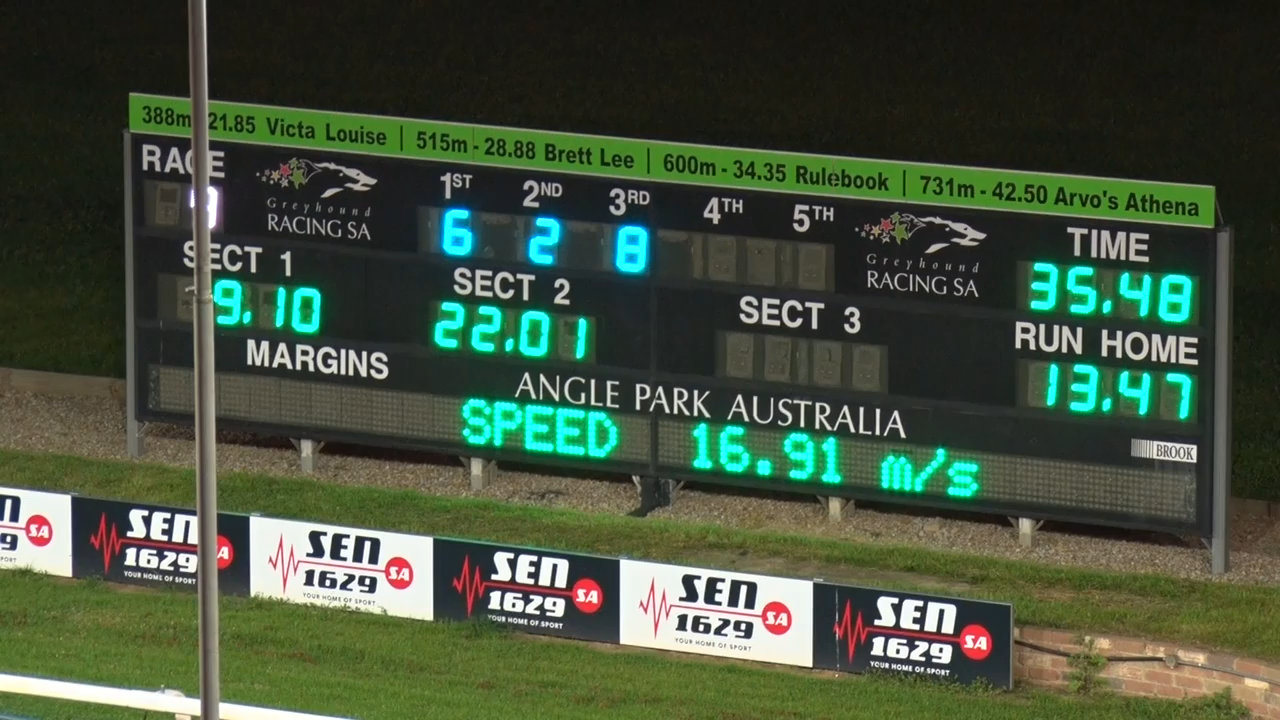 388m 21.85 Victa Louise | 515m - 28.88 Brett Lee | 600m - 34.35 Rulebook | 731m - 42.50 Arvo's Athena
RACE
Greyhound
RACING SA
1ST 2ND 3RD 4TH 5TH
6 2 8
Greyhound
RACING SA
TIME
35.48
SECT 1
9.10
SECT 2
22.01
SECT 3
RUN HOME
13.47
MARGINS
ANGLE PARK AUSTRALIA
SPEED 16.91 m/s
BROOK
9
SA
SEN
1629
YOUR HOME OF SPORT
SEN
SA
1629
YOUR HOME OF SPORT
SEN
SA
1629
YOUR HOME OF SPORT
SEN
SA
1629
YOUR HOME OF SPORT
SEN
SA
1629
YOUR HOME OF SPORT